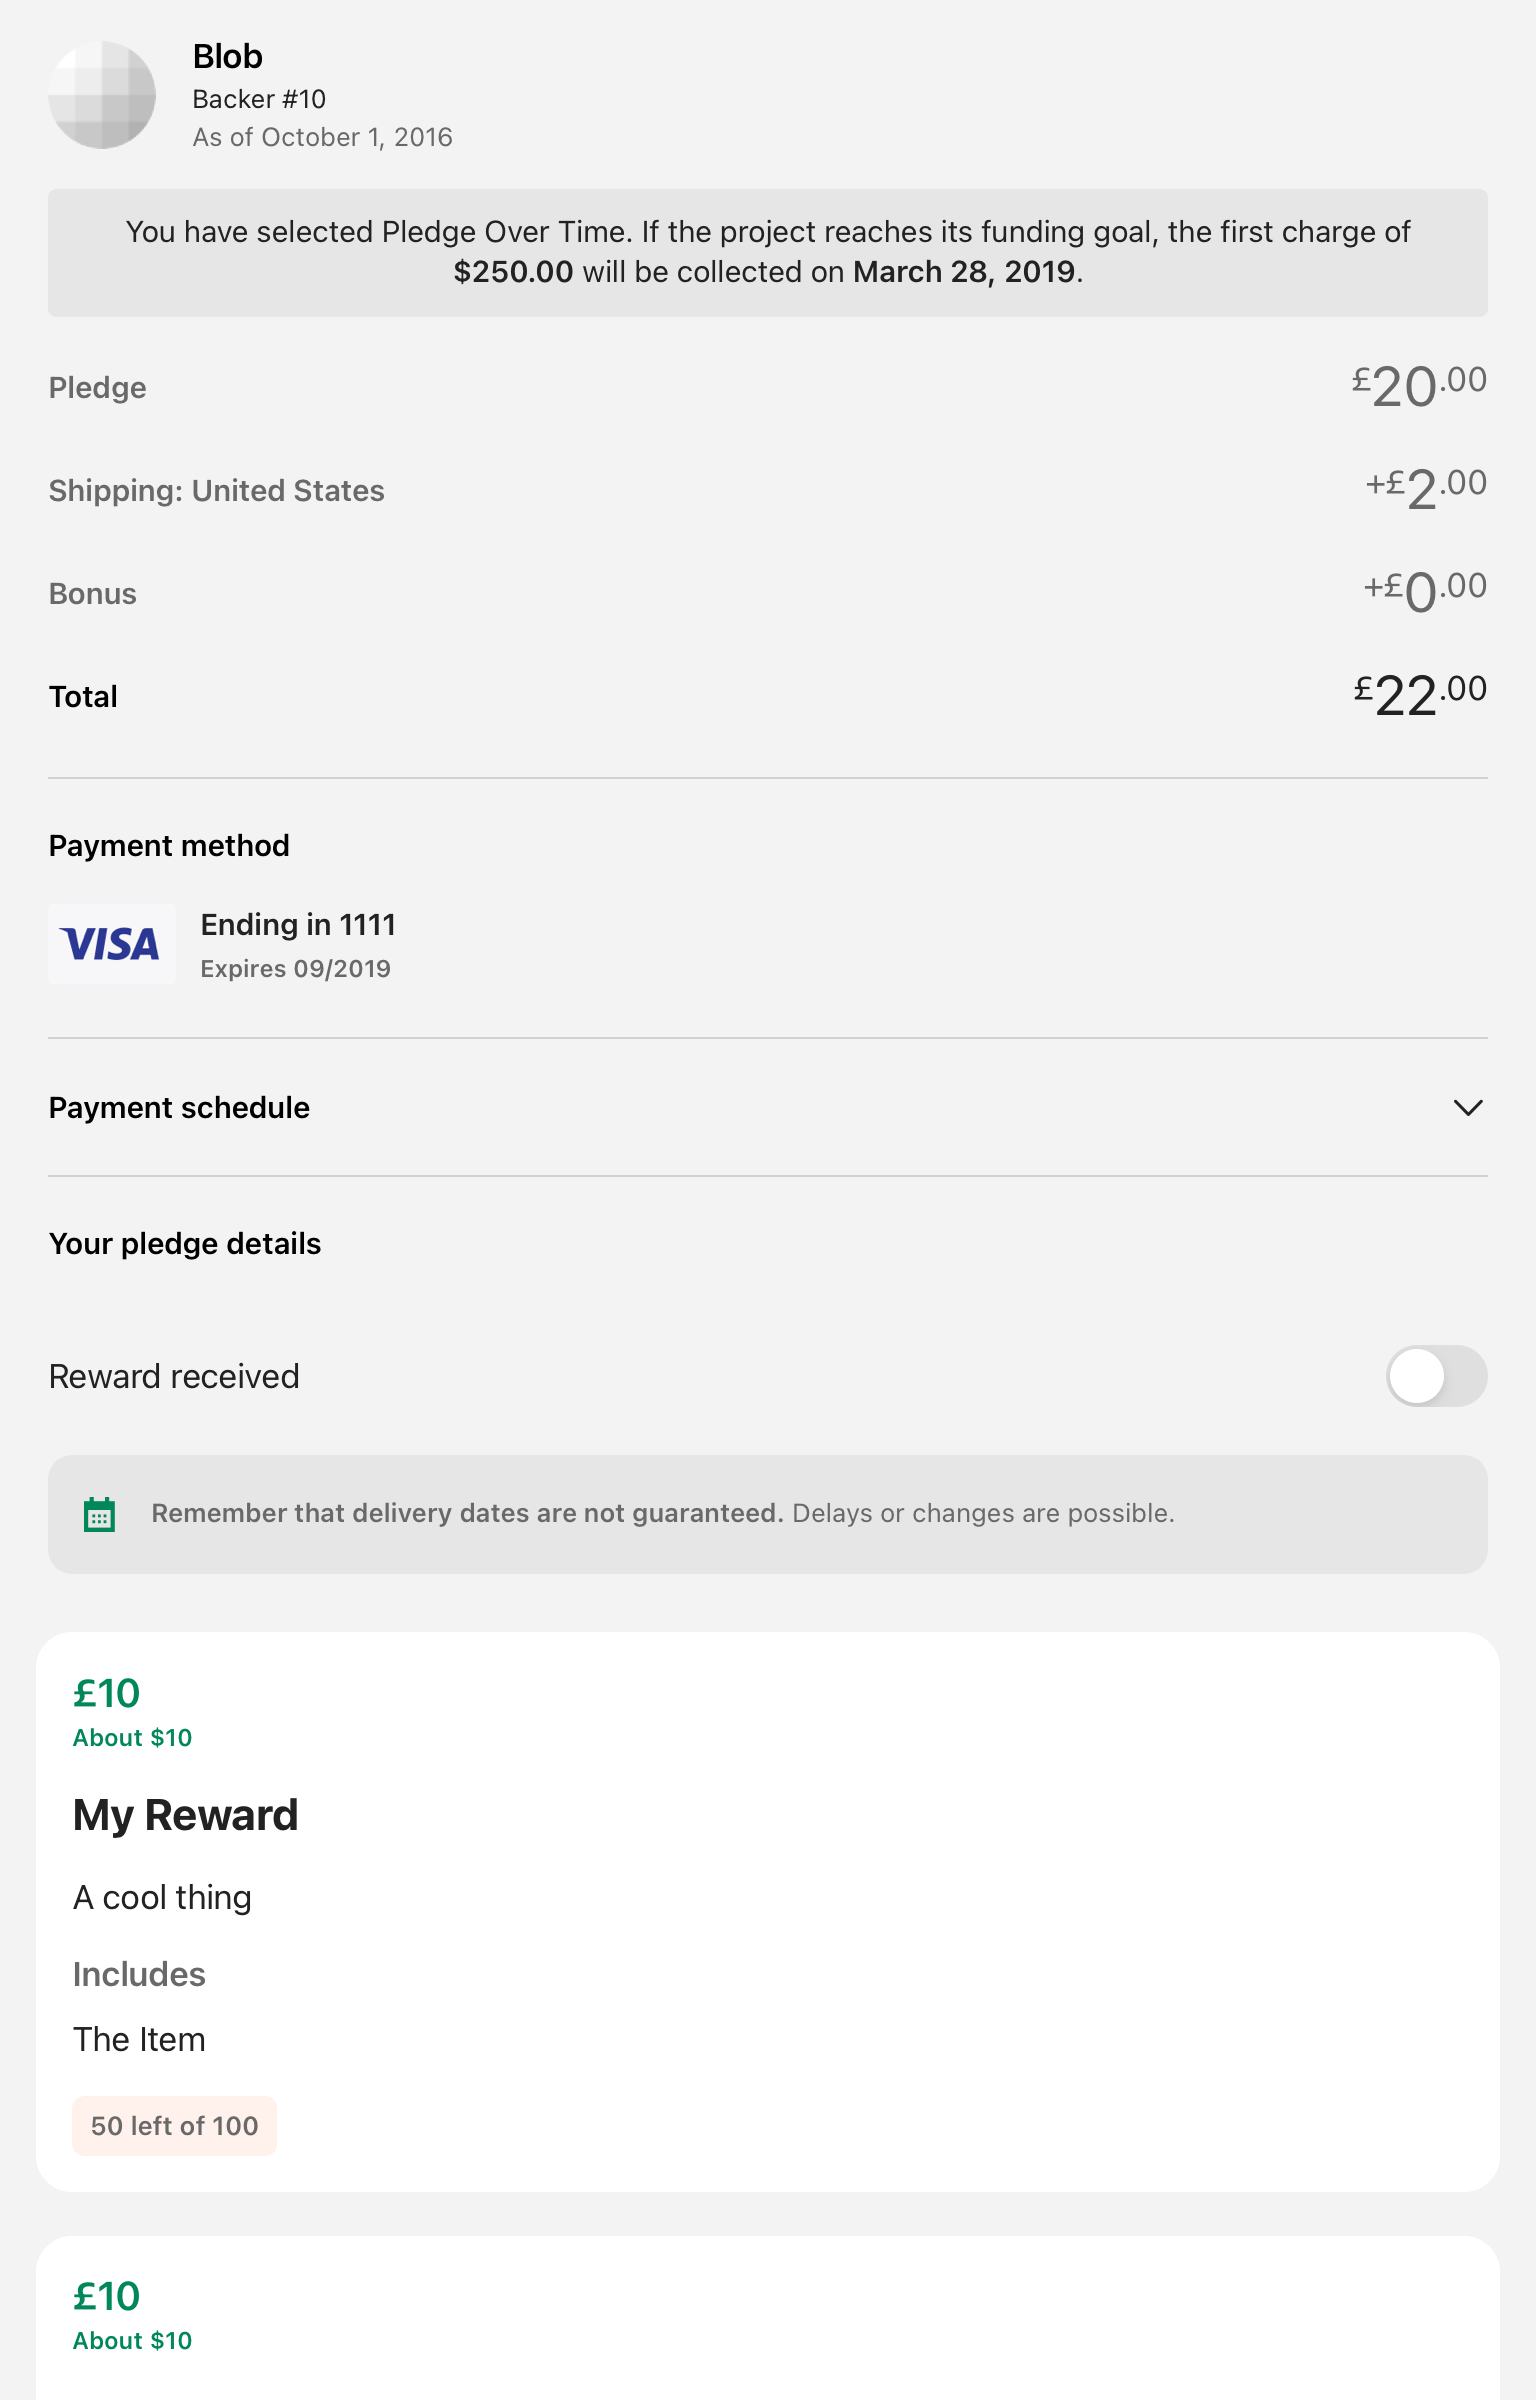 Blob
Backer #10
As of October 1, 2016
You have selected Pledge Over Time. If the project reaches its funding goal, the first charge of
$250.00 will be collected on March 28, 2019.
Pledge £20.00
Shipping: United States +£2.00
Bonus +£0.00
Total £22.00
Payment method
VISA
Ending in 1111
Expires 09/2019
Payment schedule
Your pledge details
Reward received
Remember that delivery dates are not guaranteed. Delays or changes are possible.
£10
About $10
My Reward
A cool thing
Includes
The Item
50 left of 100
£10
About $10